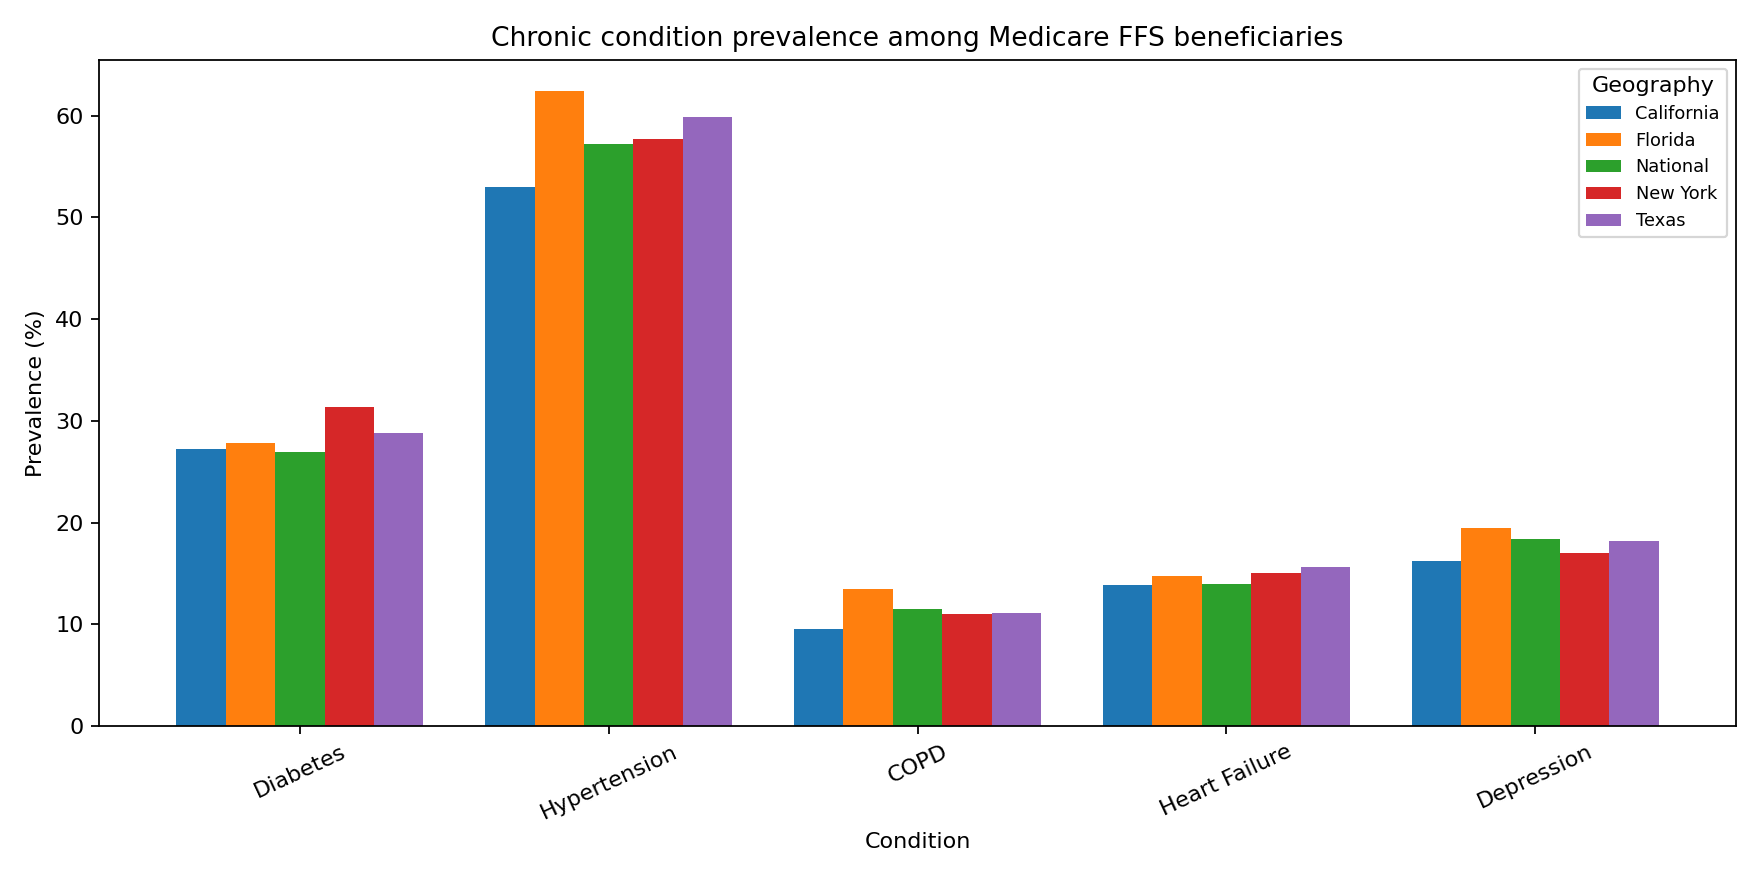 Chronic condition prevalence among Medicare FFS beneficiaries
Geography
California
Florida
National
New York
Texas
Prevalence (%)
60
50
40
30
20
10
0
Diabetes
Hypertension
COPD
Heart Failure
Depression
Condition